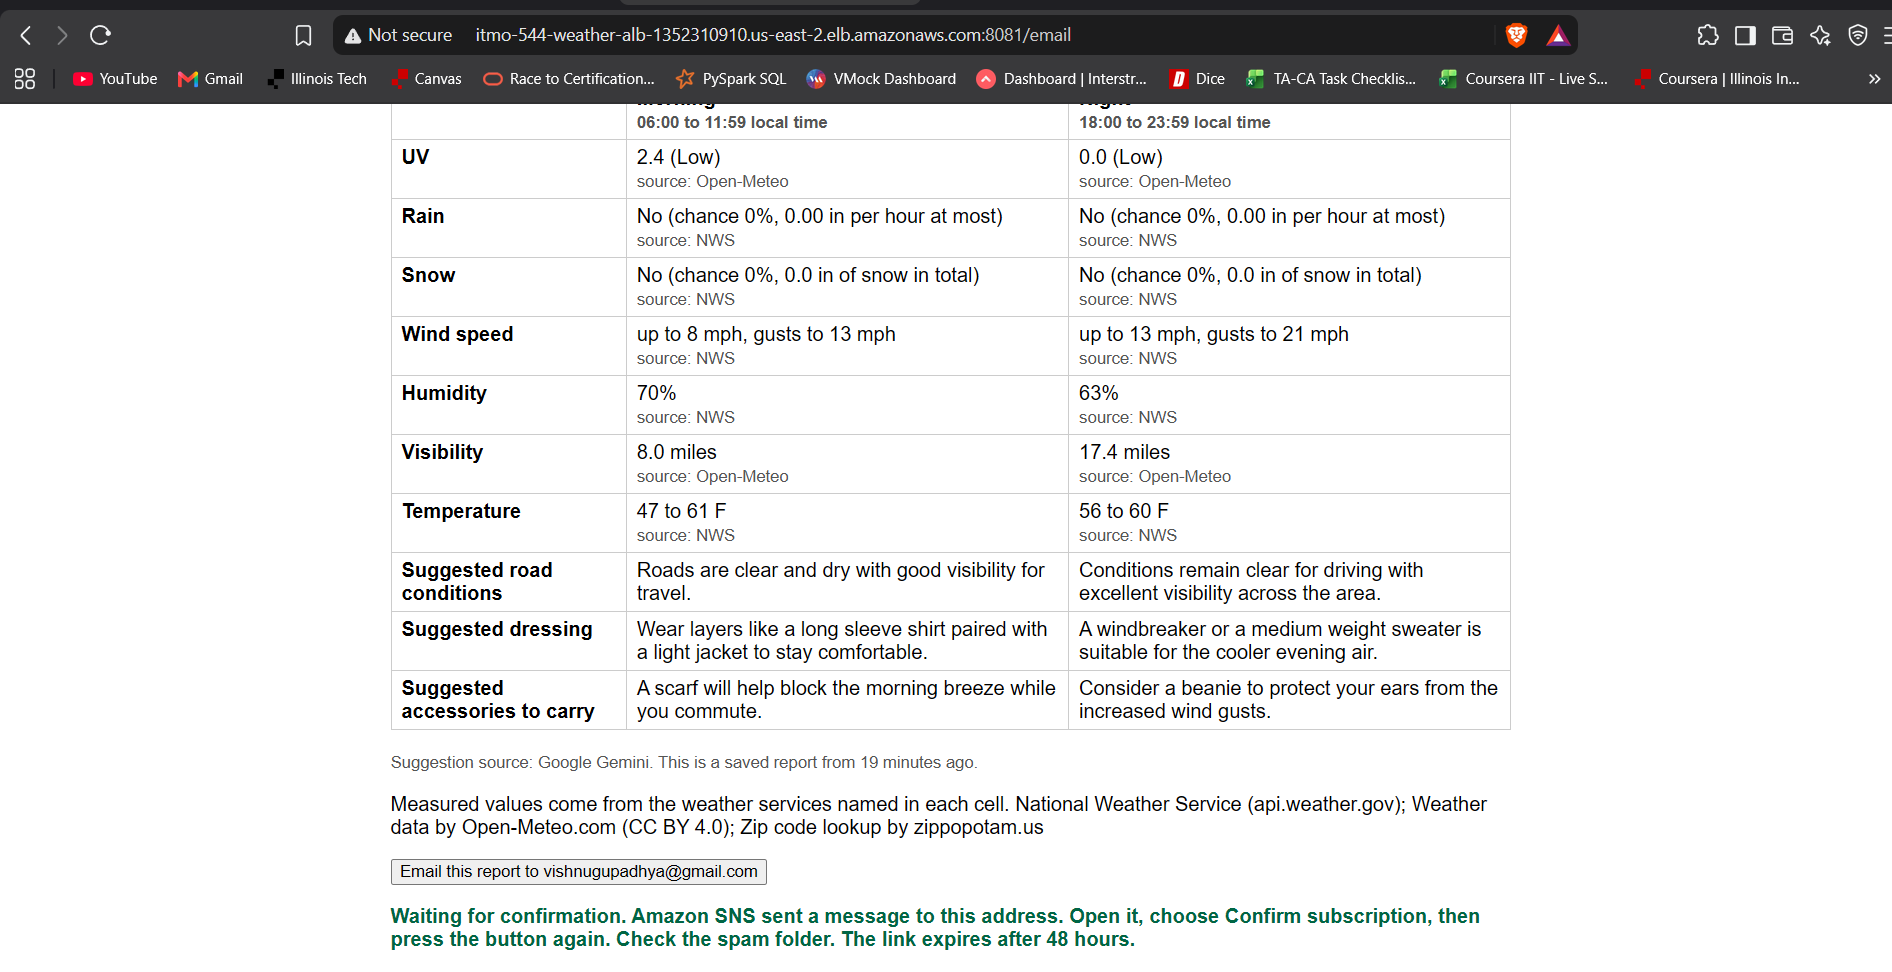 Not secure itmo-544-weather-alb-1352310910.us-east-2.elb.amazonaws.com:8081/email
YouTube Gmail Illinois Tech Canvas Race to Certification... PySpark SQL VMock Dashboard Dashboard | Interstr... Dice TA-CA Task Checklis... Coursera IIT - Live S... Coursera | Illinois In... »
06:00 to 11:59 local time 18:00 to 23:59 local time
UV 2.4 (Low) 0.0 (Low)
source: Open-Meteo source: Open-Meteo
Rain No (chance 0%, 0.00 in per hour at most) No (chance 0%, 0.00 in per hour at most)
source: NWS source: NWS
Snow No (chance 0%, 0.0 in of snow in total) No (chance 0%, 0.0 in of snow in total)
source: NWS source: NWS
Wind speed up to 8 mph, gusts to 13 mph up to 13 mph, gusts to 21 mph
source: NWS source: NWS
Humidity 70% 63%
source: NWS source: NWS
Visibility 8.0 miles 17.4 miles
source: Open-Meteo source: Open-Meteo
Temperature 47 to 61 F 56 to 60 F
source: NWS source: NWS
Suggested road Roads are clear and dry with good visibility for Conditions remain clear for driving with
conditions travel. excellent visibility across the area.
Suggested dressing Wear layers like a long sleeve shirt paired with A windbreaker or a medium weight sweater is
a light jacket to stay comfortable. suitable for the cooler evening air.
Suggested A scarf will help block the morning breeze while Consider a beanie to protect your ears from the
accessories to carry you commute. increased wind gusts.
Suggestion source: Google Gemini. This is a saved report from 19 minutes ago.
Measured values come from the weather services named in each cell. National Weather Service (api.weather.gov); Weather
data by Open-Meteo.com (CC BY 4.0); Zip code lookup by zippopotam.us
Email this report to vishnugupadhya@gmail.com
Waiting for confirmation. Amazon SNS sent a message to this address. Open it, choose Confirm subscription, then
press the button again. Check the spam folder. The link expires after 48 hours.